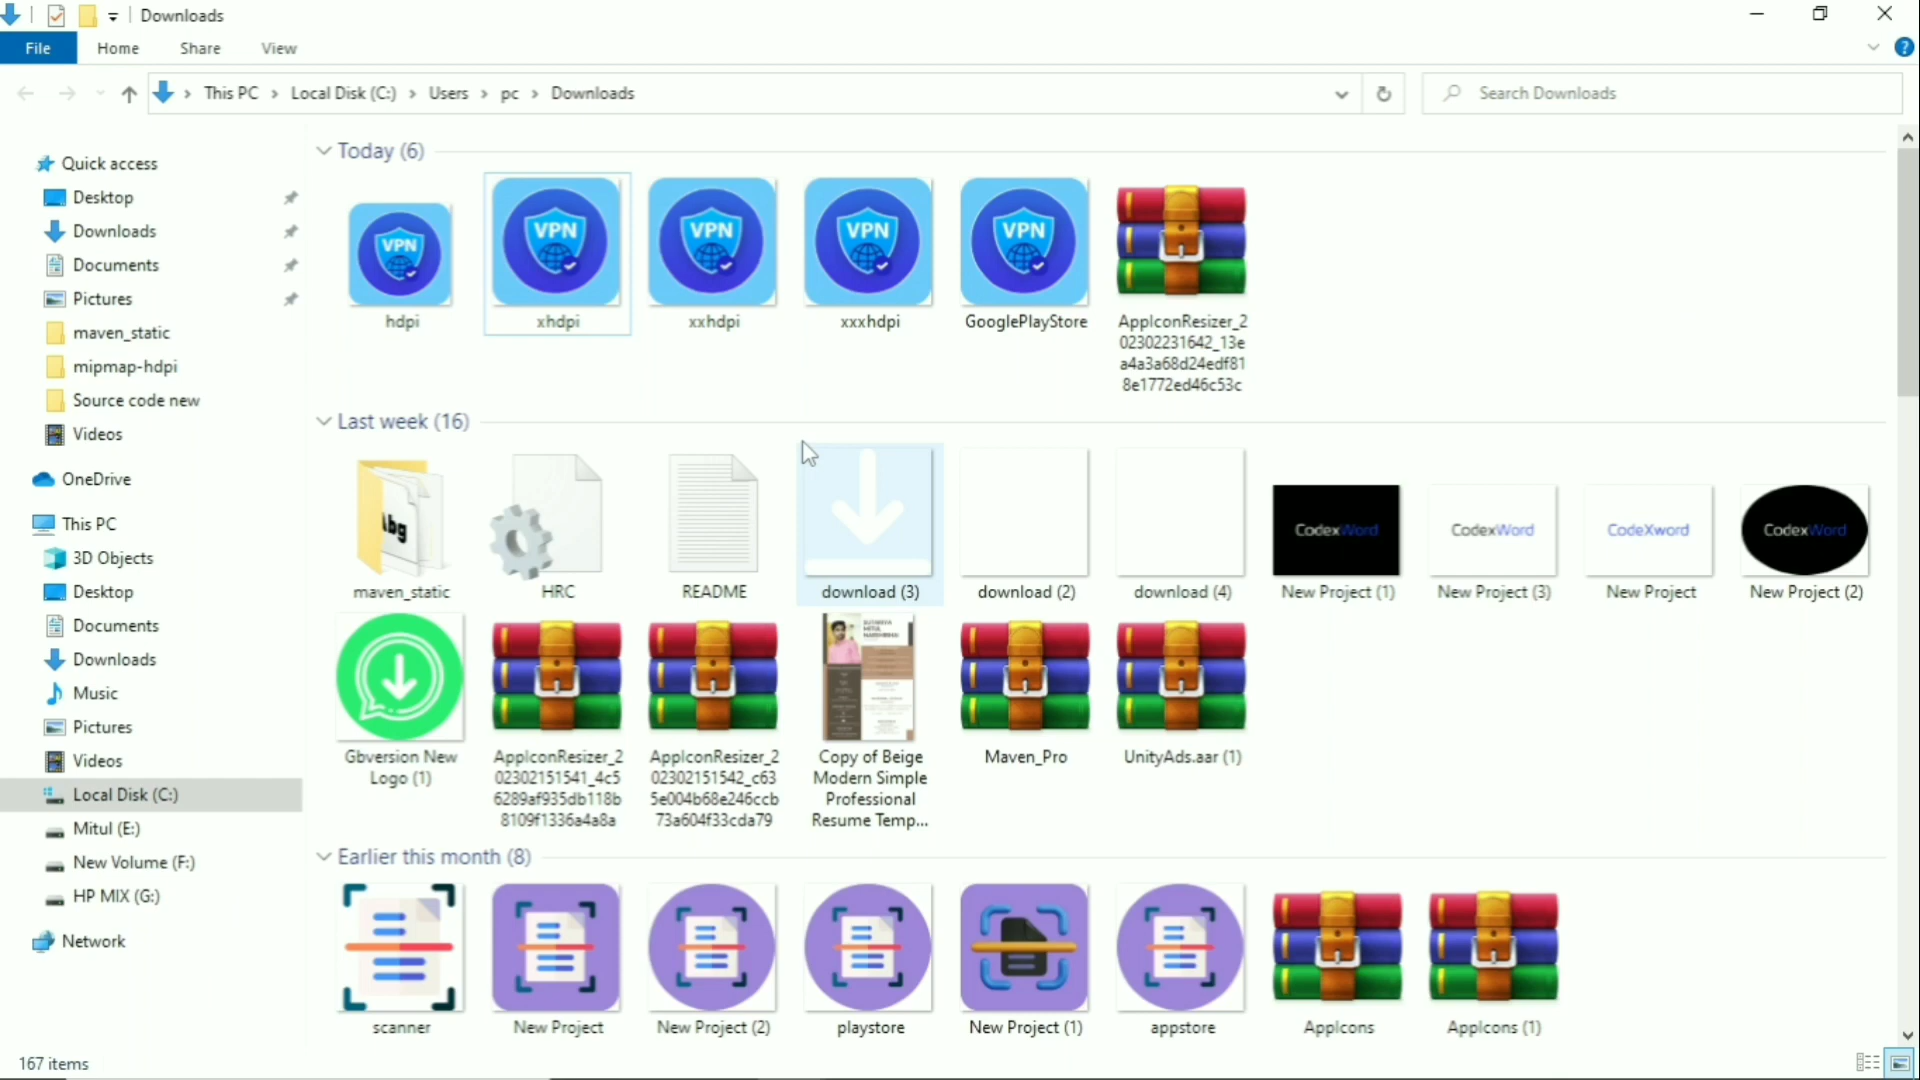 Downloads
File Home Share View
This PC Local Disk (C:) Users pc Downloads
Search Downloads
Quick access
Desktop
Downloads
Documents
Pictures
maven_static
mipmap-hdpi
Source code new
Videos
OneDrive
This PC
3D Objects
Desktop
Documents
Downloads
Music
Pictures
Videos
Local Disk (C:)
Mitul (E:)
New Volume (F:)
HP MIX (G:)
Network
Today (6)
VPN VPN VPN VPN VPN
hdpi xhdpi xxhdpi xxxhdpi GooglePlayStore
AppIconResizer_2
02302231642_13e
a4a3a68d24edf81
8e1772ed46c53c
Last week (16)
Abg
CodexWord CodexWord CodeXword CodexWord
maven_static HRC README download (3) download (2) download (4) New Project (1) New Project (3) New Project New Project (2)
Gbversion New
Logo (1)
AppIconResizer_2
02302151541_4c5
6289af935db118b
8109f1336a4a8a
AppIconResizer_2
02302151542_c63
5e004b68e246ccb
73a604f33cda79
Copy of Beige
Modern Simple
Professional
Resume Temp...
Maven_Pro UnityAds.aar (1)
Earlier this month (8)
scanner New Project New Project (2) playstore New Project (1) appstore AppIcons AppIcons (1)
167 items